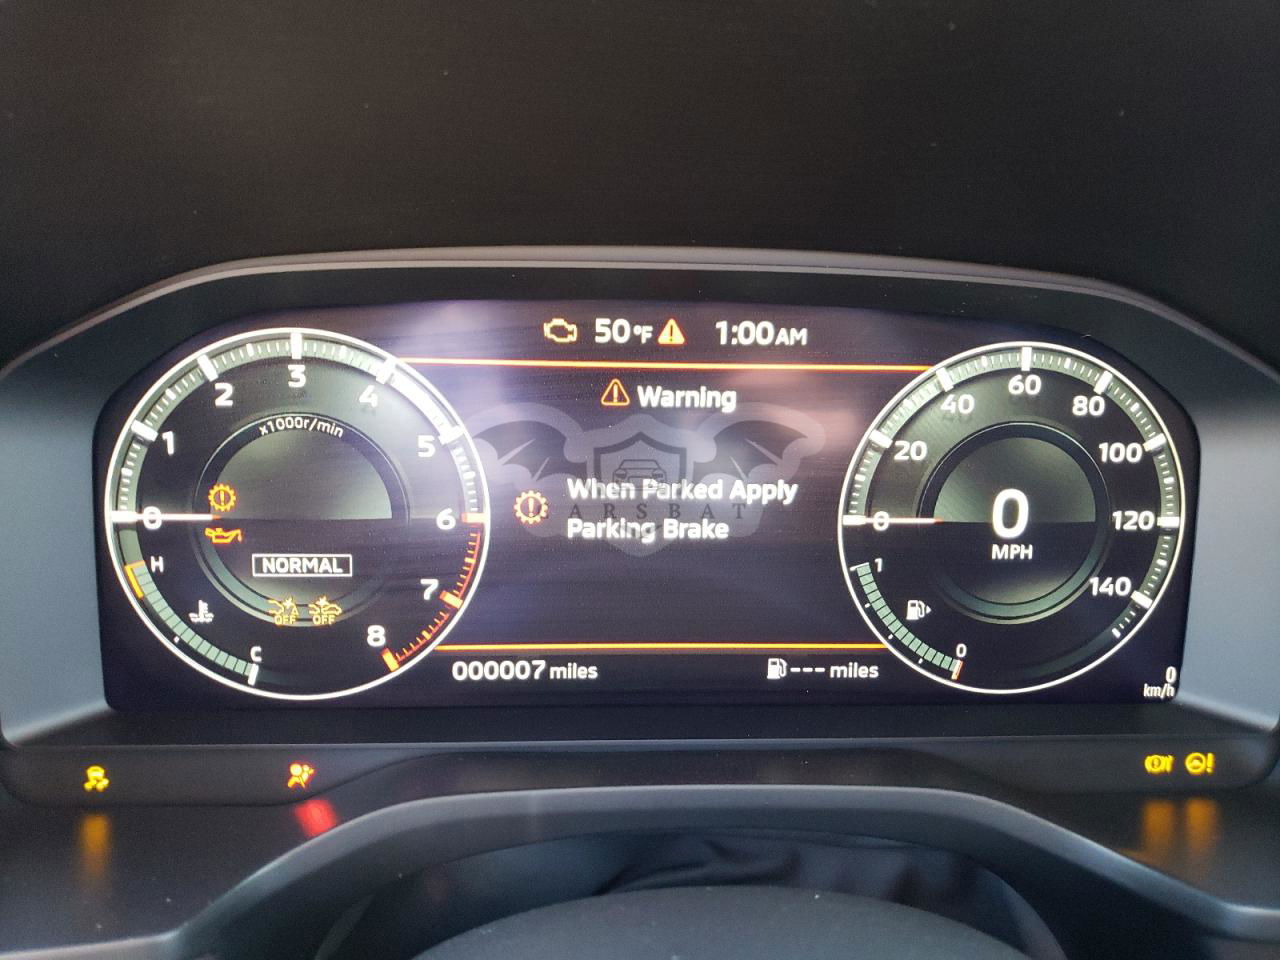 50°F 1:00AM
Warning
When Parked Apply
Parking Brake
CARSBAT
000007 miles
--- miles
0 1 2 3 4 5 6 7 8
x1000r/min
H
C
NORMAL
OFF OFF
0 20 40 60 80 100 120 140
0
MPH
1
0
0
km/h